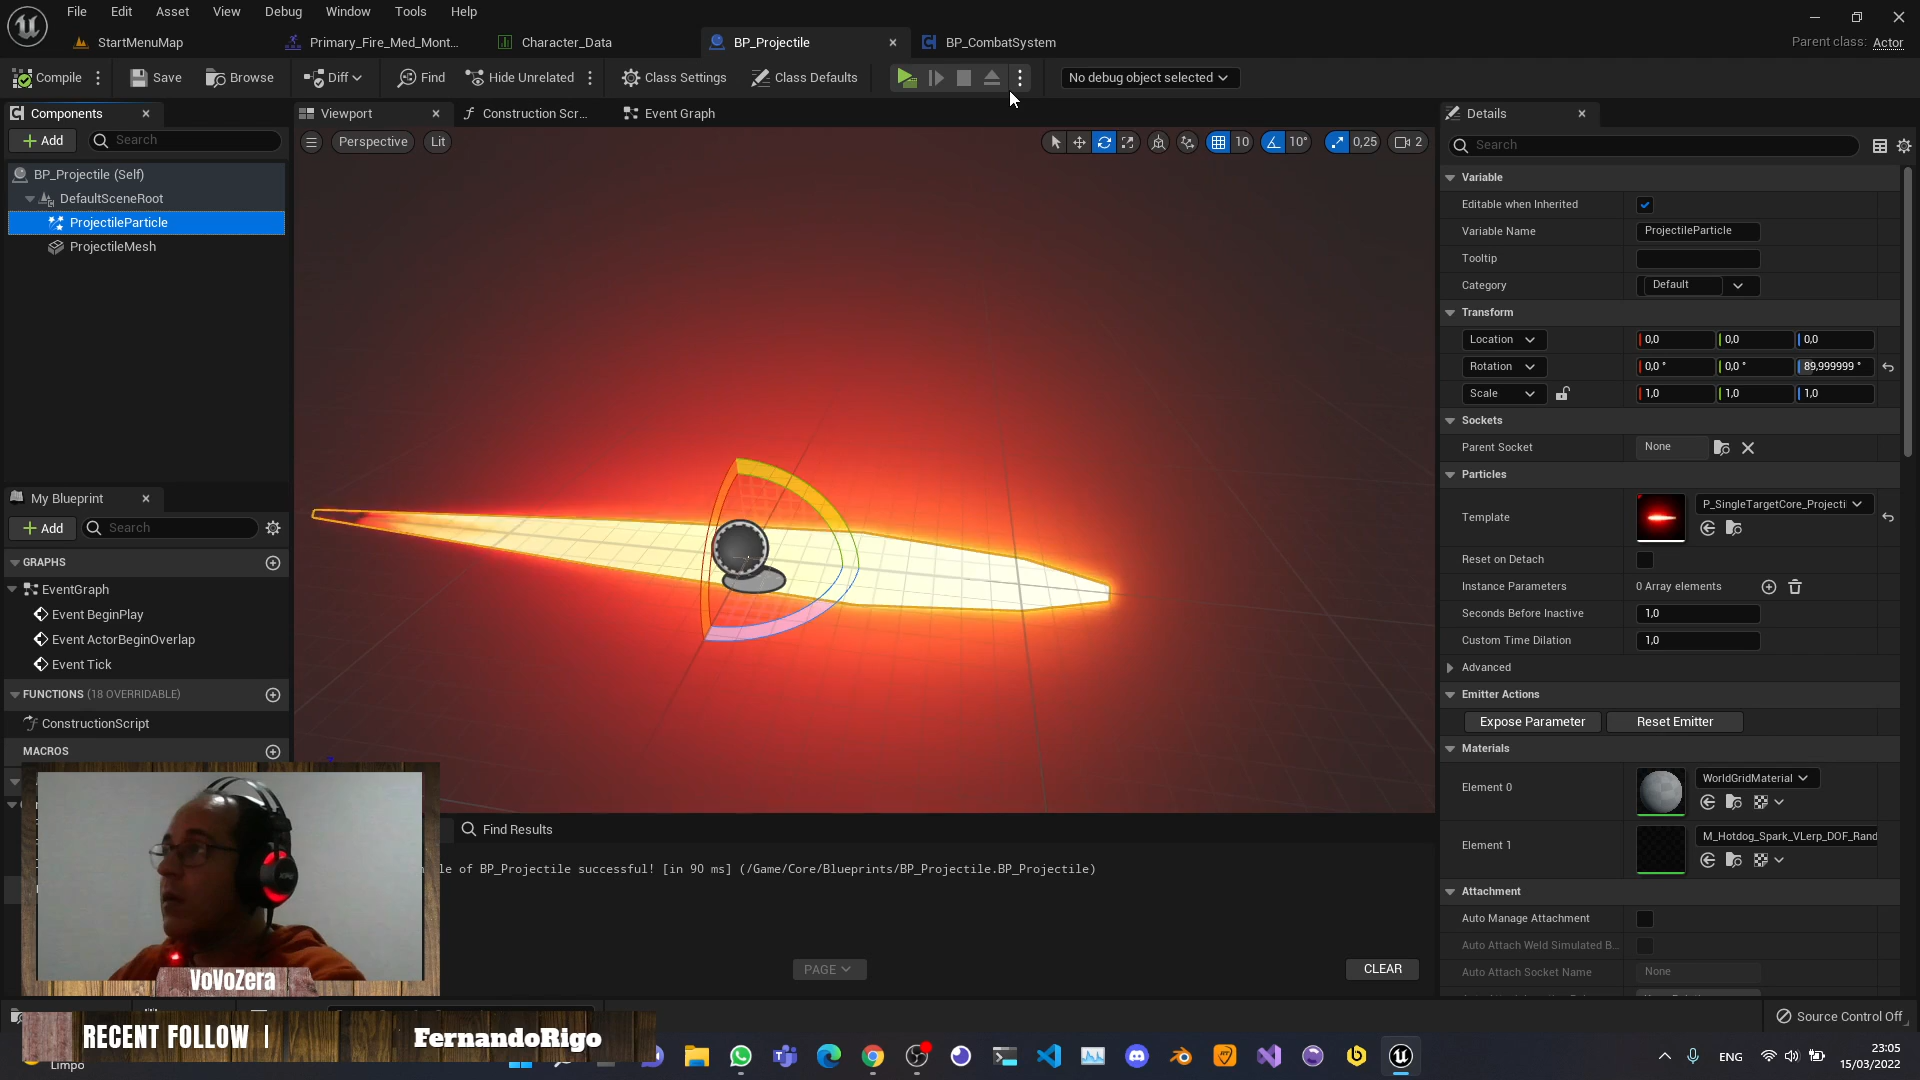 File Edit Asset View Debug Window Tools Help
StartMenuMap Primary_Fire_Med_Mont... Character_Data BP_Projectile BP_CombatSystem
Parent class: Actor
Compile Save Browse Diff Find Hide Unrelated Class Settings Class Defaults No debug object selected
Components
Add Search
BP_Projectile (Self)
DefaultSceneRoot
ProjectileParticle
ProjectileMesh
My Blueprint
Add Search
GRAPHS
EventGraph
Event BeginPlay
Event ActorBeginOverlap
Event Tick
FUNCTIONS (18 OVERRIDABLE)
ConstructionScript
MACROS
Viewport Construction Scr... Event Graph
Perspective Lit
10 10° 0,25 2
Find Results
le of BP_Projectile successful! [in 90 ms] (/Game/Core/Blueprints/BP_Projectile.BP_Projectile)
PAGE CLEAR
Details
Search
Variable
Editable when Inherited
Variable Name ProjectileParticle
Tooltip
Category Default
Transform
Location 0,0 0,0 0,0
Rotation 0,0 ° 0,0 ° 89,999999 °
Scale 1,0 1,0 1,0
Sockets
Parent Socket None
Particles
Template P_SingleTargetCore_Projecti
Reset on Detach
Instance Parameters 0 Array elements
Seconds Before Inactive 1,0
Custom Time Dilation 1,0
Advanced
Emitter Actions
Expose Parameter Reset Emitter
Materials
Element 0 WorldGridMaterial
Element 1 M_Hotdog_Spark_VLerp_DOF_Rand
Attachment
Auto Manage Attachment
Auto Attach Weld Simulated B...
Auto Attach Socket Name None
Source Control Off
VoVoZera
RECENT FOLLOW | FernandoRigo
Limpo
ENG
23:05
15/03/2022